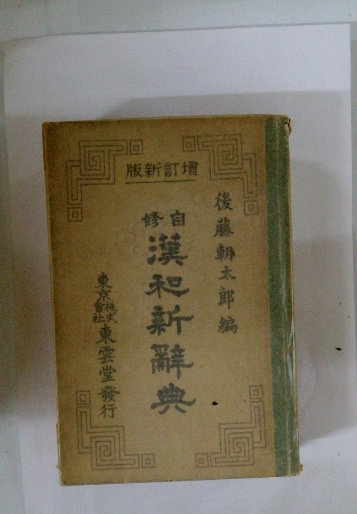 増訂新版
後藤朝太郎編
自修
漢和新辭典
東京株式會社東雲堂發行